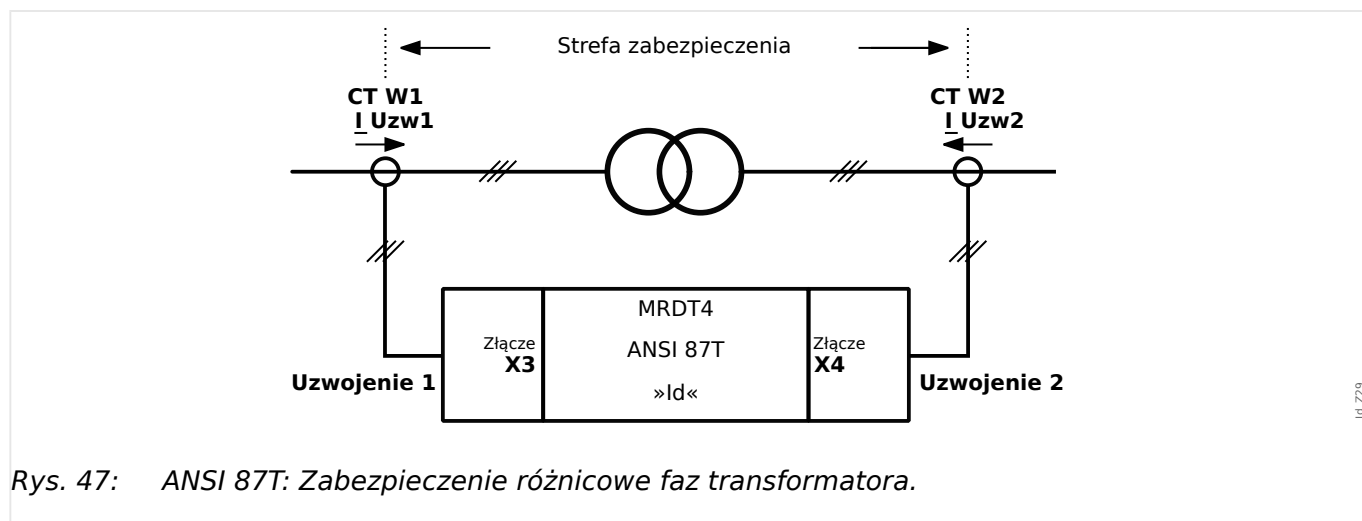 Strefa zabezpieczenia
CT W1
I Uzw1
CT W2
I Uzw2
MRDT4
ANSI 87T
»Id«
Złącze
X3
Złącze
X4
Uzwojenie 1
Uzwojenie 2
Id_Z29
Rys. 47: ANSI 87T: Zabezpieczenie różnicowe faz transformatora.